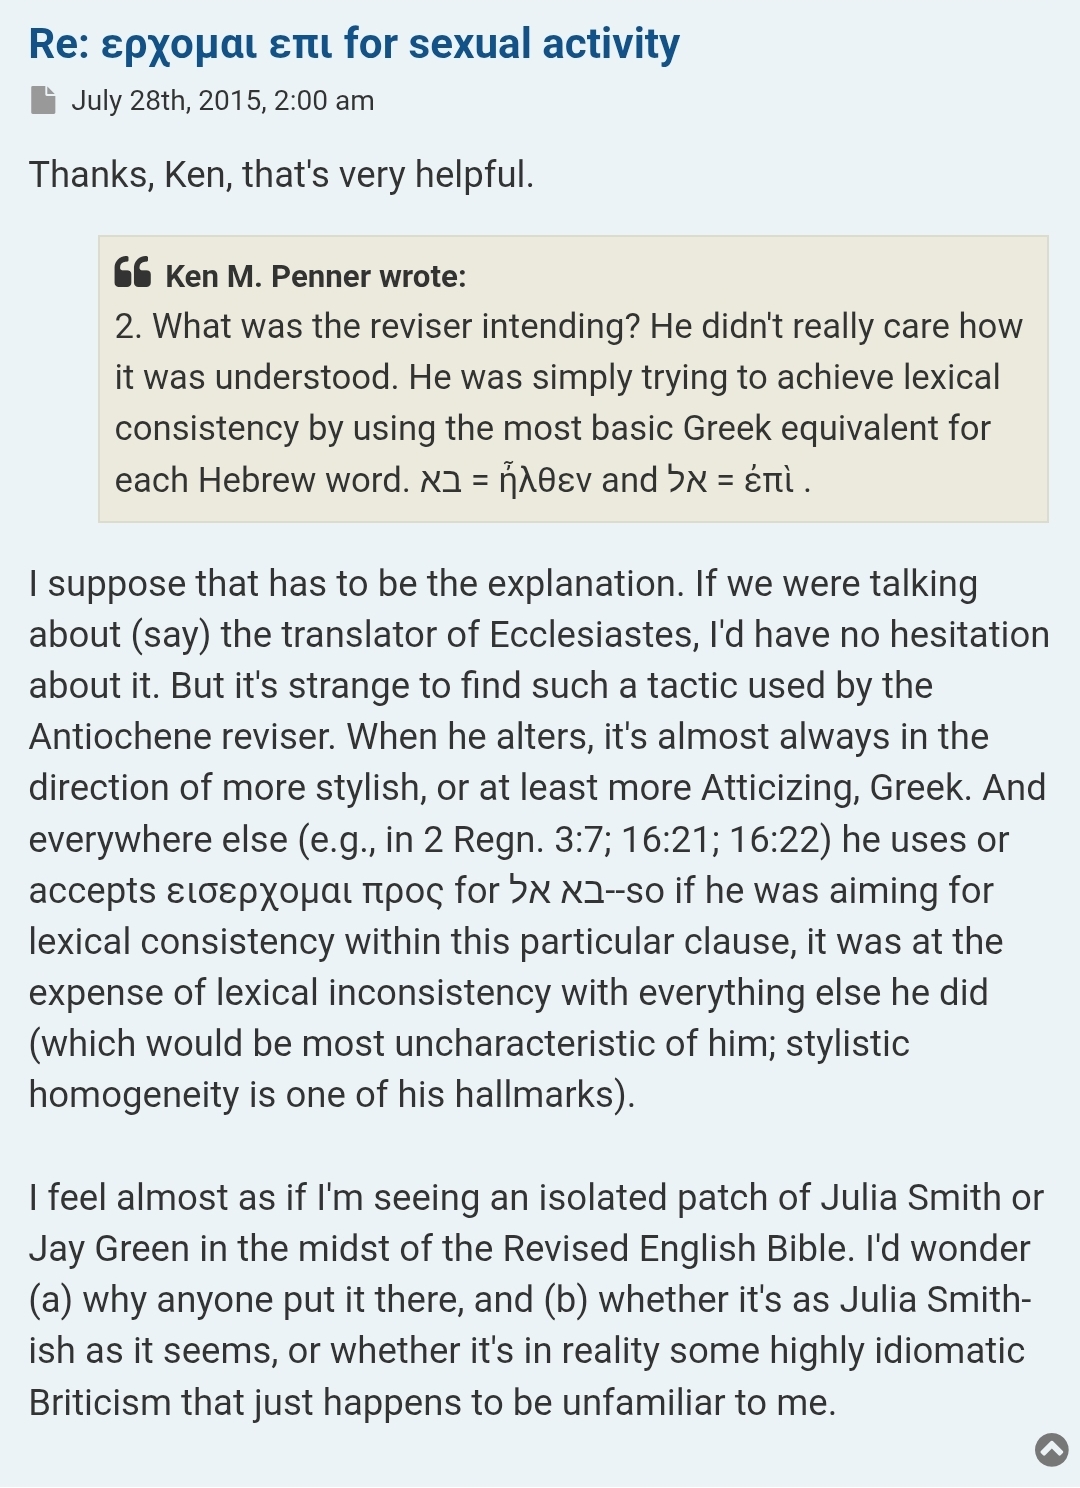 Re: ερχομαι επι for sexual activity
July 28th, 2015, 2:00 am
Thanks, Ken, that's very helpful.
Ken M. Penner wrote:
2. What was the reviser intending? He didn't really care how
it was understood. He was simply trying to achieve lexical
consistency by using the most basic Greek equivalent for
each Hebrew word. בא = ἦλθεν and אל = ἐπὶ .
I suppose that has to be the explanation. If we were talking
about (say) the translator of Ecclesiastes, I'd have no hesitation
about it. But it's strange to find such a tactic used by the
Antiochene reviser. When he alters, it's almost always in the
direction of more stylish, or at least more Atticizing, Greek. And
everywhere else (e.g., in 2 Regn. 3:7; 16:21; 16:22) he uses or
accepts εισερχομαι προς for בא אל--so if he was aiming for
lexical consistency within this particular clause, it was at the
expense of lexical inconsistency with everything else he did
(which would be most uncharacteristic of him; stylistic
homogeneity is one of his hallmarks).
I feel almost as if I'm seeing an isolated patch of Julia Smith or
Jay Green in the midst of the Revised English Bible. I'd wonder
(a) why anyone put it there, and (b) whether it's as Julia Smith-
ish as it seems, or whether it's in reality some highly idiomatic
Briticism that just happens to be unfamiliar to me.